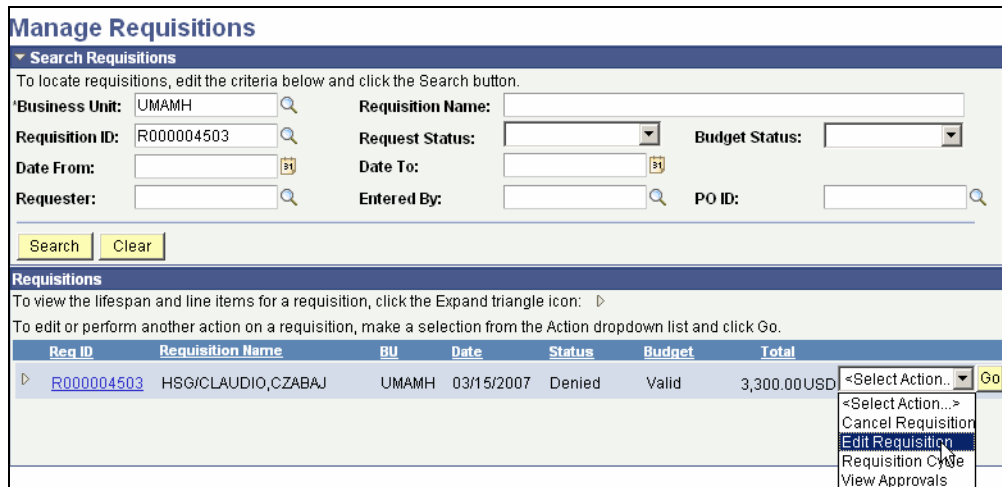 Manage Requisitions
Search Requisitions
To locate requisitions, edit the criteria below and click the Search button.
*Business Unit: UMAMH Requisition Name:
Requisition ID: R000004503 Request Status: Budget Status:
Date From: 31 Date To: 31
Requester: Entered By: PO ID:
Search Clear
Requisitions
To view the lifespan and line items for a requisition, click the Expand triangle icon:
To edit or perform another action on a requisition, make a selection from the Action dropdown list and click Go.
Req ID Requisition Name BU Date Status Budget Total
R000004503 HSG/CLAUDIO,CZABAJ UMAMH 03/15/2007 Denied Valid 3,300.00 USD <Select Action.. Go
<Select Action...>
Cancel Requisition
Edit Requisition
Requisition Cycle
View Approvals